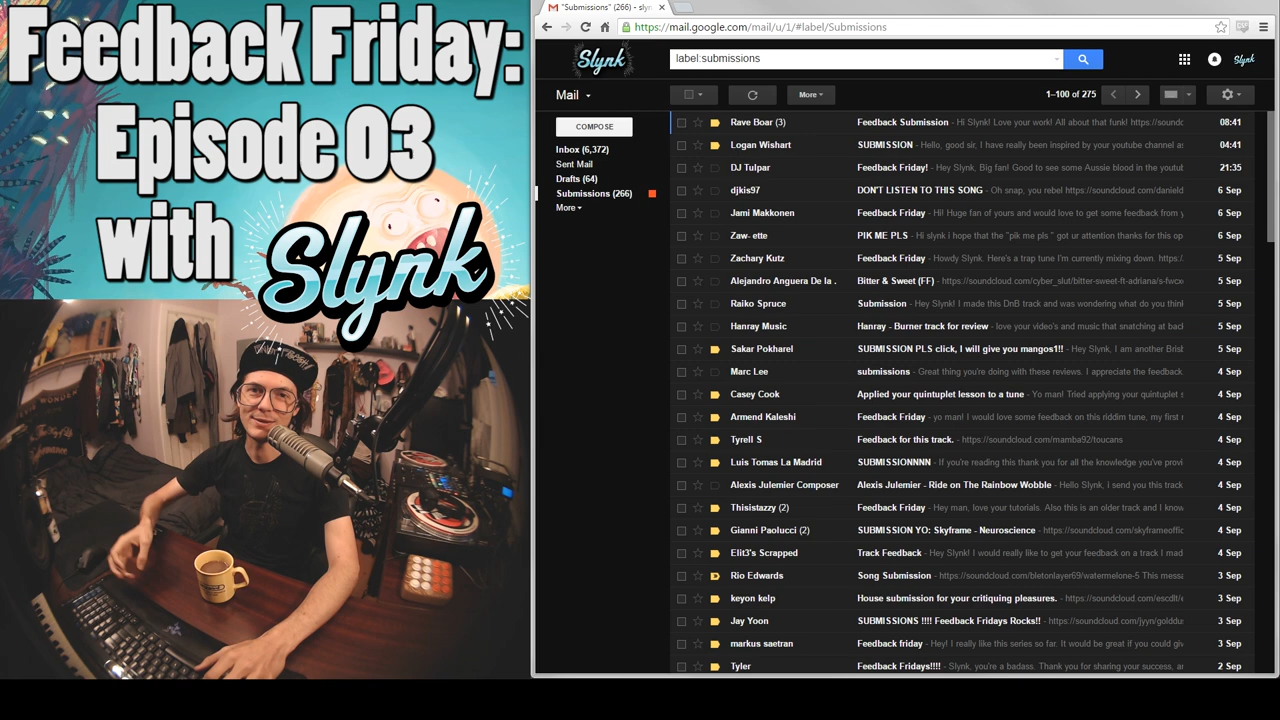 Feedback Friday:
Episode 03
with
Slynk
"Submissions" (266) - slyn
https://mail.google.com/mail/u/1/#label/Submissions
Slynk
label:submissions
Slynk
Mail
More
1–100 of 275
COMPOSE
Inbox (6,372)
Sent Mail
Drafts (64)
Submissions (266)
More
Rave Boar (3) Feedback Submission - Hi Slynk! Love your work! All about that funk! https://soundc 08:41
Logan Wishart SUBMISSION - Hello, good sir, I have really been inspired by your youtube channel as 04:41
DJ Tulpar Feedback Friday! - Hey Slynk, Big fan! Good to see some Aussie blood in the youtub 21:35
djkis97 DON'T LISTEN TO THIS SONG - Oh snap, you rebel https://soundcloud.com/danield 6 Sep
Jami Makkonen Feedback Friday - Hi! Huge fan of yours and would love to get some feedback from y 6 Sep
Zaw- ette PIK ME PLS - Hi slynk i hope that the "pik me pls " got ur attention thanks for this op 6 Sep
Zachary Kutz Feedback Friday - Howdy Slynk. Here's a trap tune I'm currently mixing down. https:/ 5 Sep
Alejandro Anguera De la . Bitter & Sweet (FF) - https://soundcloud.com/cyber_slut/bitter-sweet-ft-adriana/s-fwce 5 Sep
Raiko Spruce Submission - Hey Slynk! I made this DnB track and was wondering what do you think 5 Sep
Hanray Music Hanray - Burner track for review - love your video's and music that snatching at back 5 Sep
Sakar Pokharel SUBMISSION PLS click, I will give you mangos1!! - Hey Slynk, I am another Brist 5 Sep
Marc Lee submissions - Great thing you're doing with these reviews. I appreciate the feedback. 4 Sep
Casey Cook Applied your quintuplet lesson to a tune - Yo man! Tried applying your quintuplet s 4 Sep
Armend Kaleshi Feedback Friday - yo man! I would love some feedback on this riddim tune, my first r 4 Sep
Tyrell S Feedback for this track. - https://soundcloud.com/mamba92/toucans 4 Sep
Luis Tomas La Madrid SUBMISSIONNNN - If you're reading this thank you for all the knowledge you've provi 4 Sep
Alexis Julemier Composer Alexis Julemier - Ride on The Rainbow Wobble - Hello Slynk, i send you this track 4 Sep
Thisistazzy (2) Feedback Friday - Hey man, love your tutorials. Also this is an older track and I know 4 Sep
Gianni Paolucci (2) SUBMISSION YO: Skyframe - Neuroscience - https://soundcloud.com/skyframeoffic 4 Sep
Elit3's Scrapped Track Feedback - Hey Slynk! I would really like to get your feedback on a track I mad 4 Sep
Rio Edwards Song Submission - https://soundcloud.com/bletonlayer69/watermelone-5 This messa 3 Sep
keyon kelp House submission for your critiquing pleasures. - https://soundcloud.com/escdlt/e 3 Sep
Jay Yoon SUBMISSIONS !!!! Feedback Fridays Rocks!! - https://soundcloud.com/jyyn/golddus 3 Sep
markus saetran Feedback friday - Hey! I really like this series so far. It would be great if you could giv 3 Sep
Tyler Feedback Fridays!!!! - Slynk, you're a badass. Thank you for sharing your success, an 2 Sep